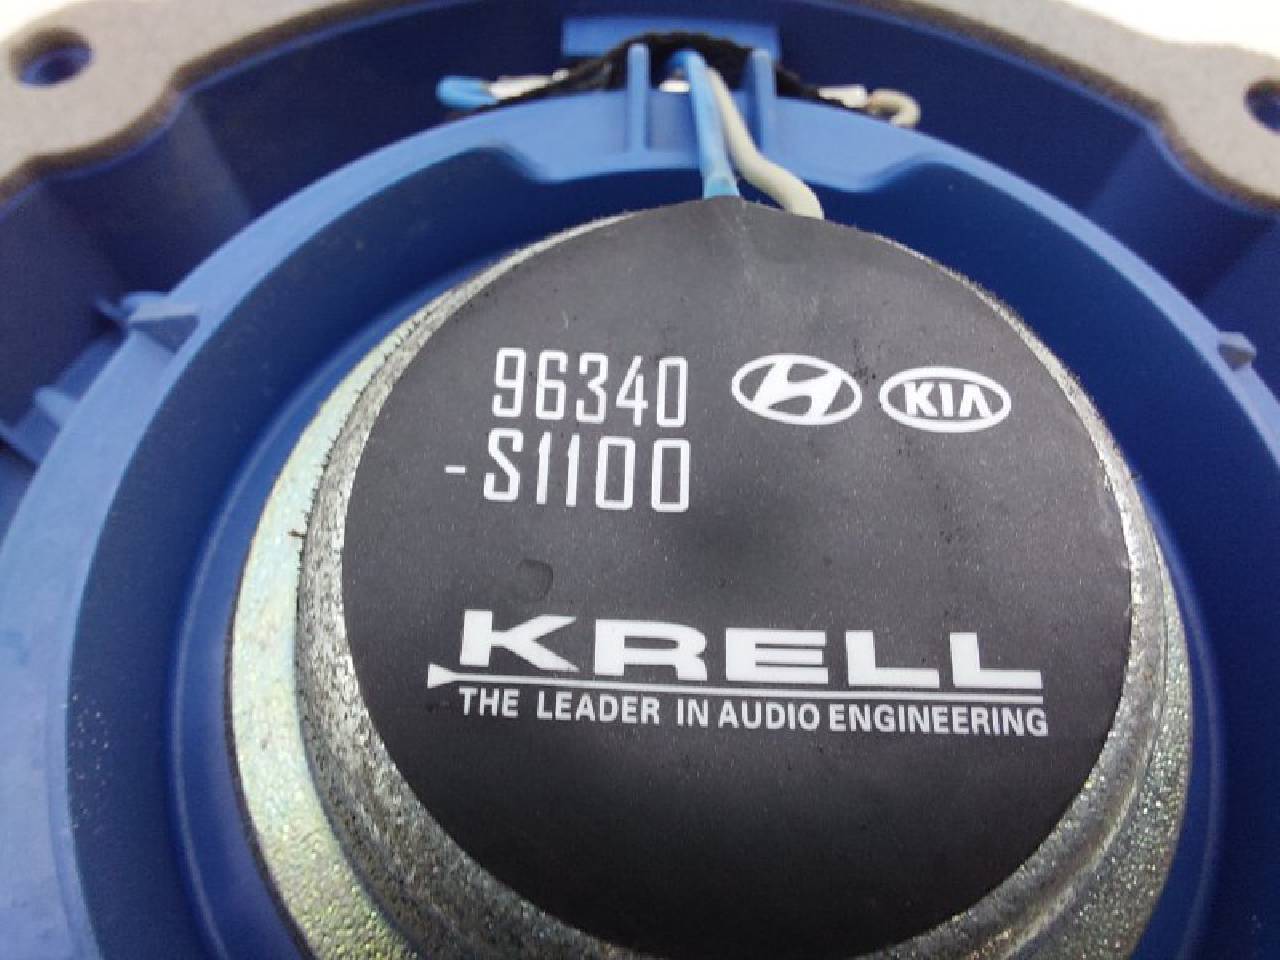 96340
-S1100
KIA
KRELL
THE LEADER IN AUDIO ENGINEERING